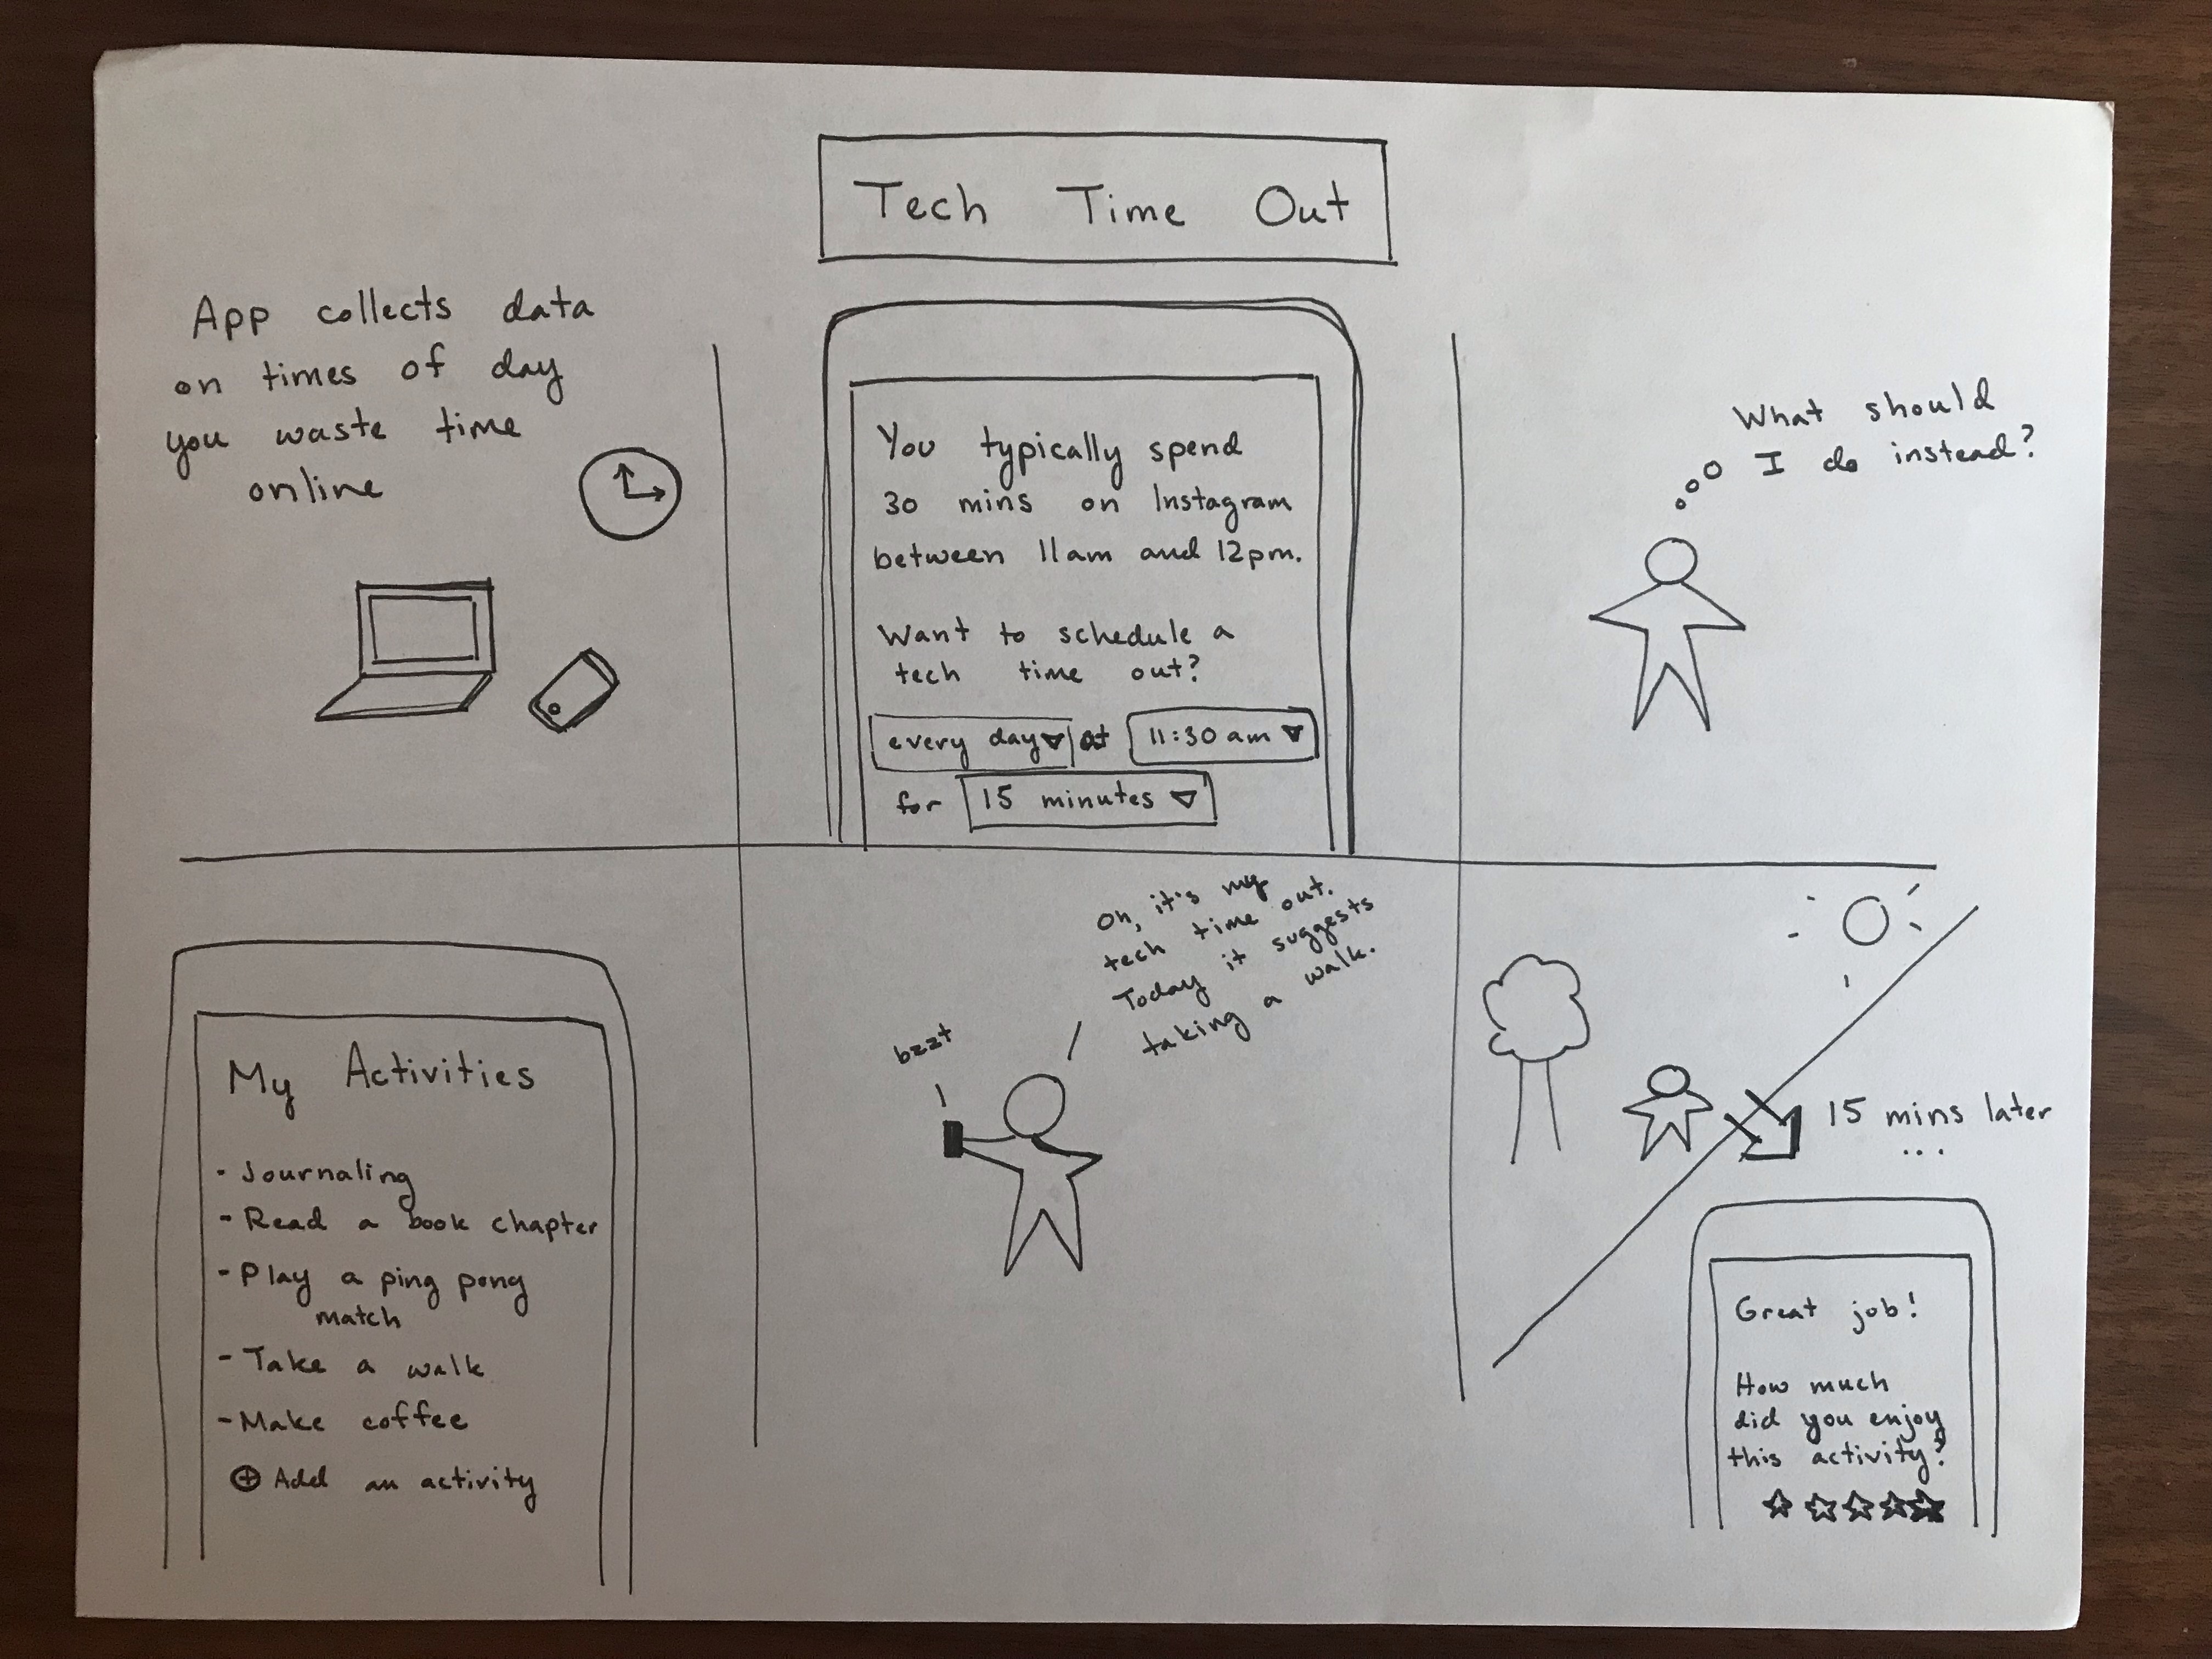 Tech Time Out
App collects data
on times of day
you waste time
online
You typically spend
30 mins on Instagram
between 11am and 12pm.
Want to schedule a
tech time out?
every day at 11:30 am
for 15 minutes
What should
I do instead?
My Activities
- Journaling
- Read a book chapter
- Play a ping pong
match
- Take a walk
- Make coffee
⊕ Add an activity
bzzt
Oh, it's my
tech time out.
Today it suggests
taking a walk.
15 mins later
...
Great job!
How much
did you enjoy
this activity?